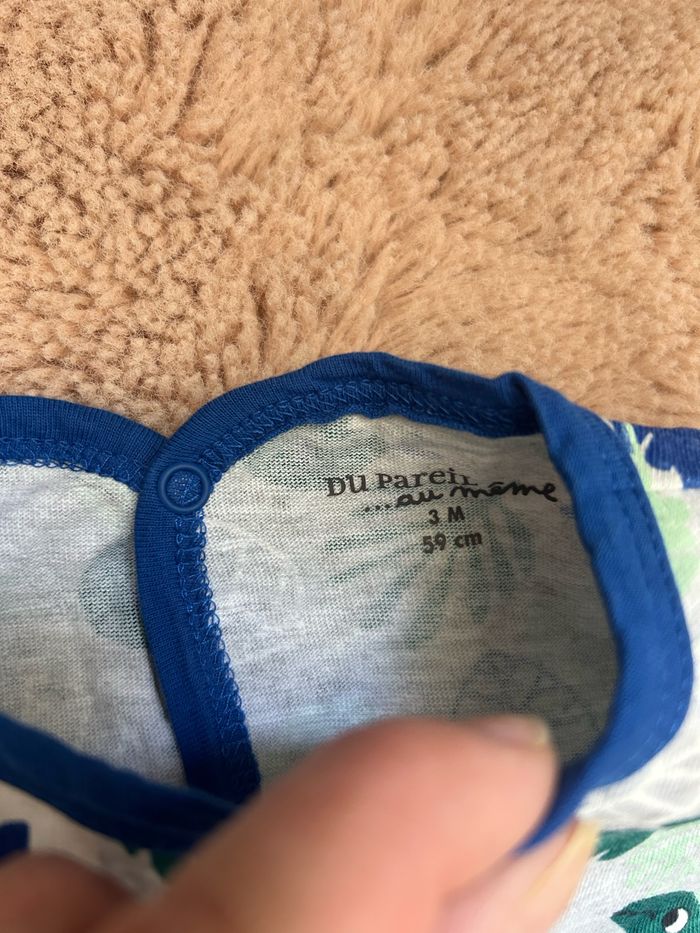 DU Pareil
...au même
3 M
59 cm